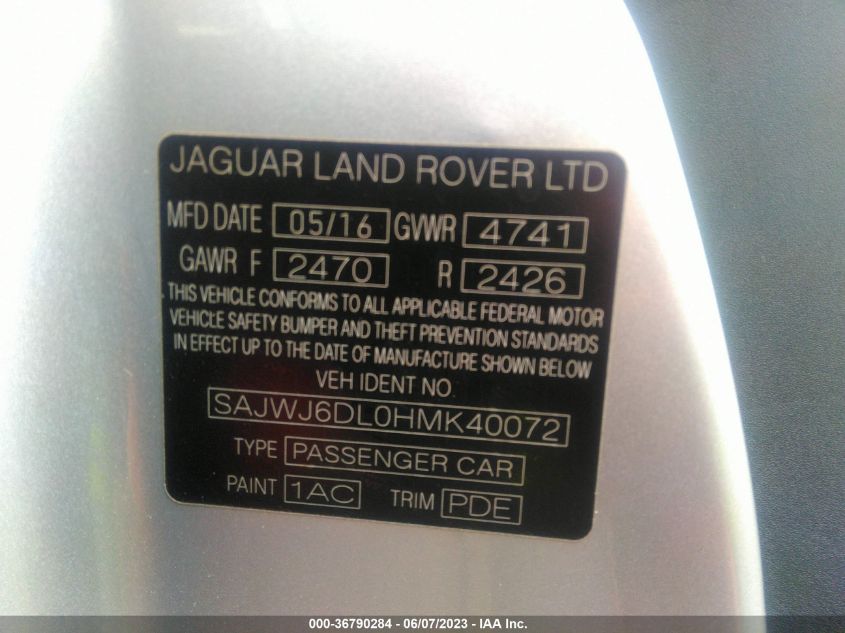 JAGUAR LAND ROVER LTD
MFD DATE 05/16 GVWR 4741
GAWR F 2470 R 2426
THIS VEHICLE CONFORMS TO ALL APPLICABLE FEDERAL MOTOR
VEHICLE SAFETY BUMPER AND THEFT PREVENTION STANDARDS
IN EFFECT UP TO THE DATE OF MANUFACTURE SHOWN BELOW
VEH IDENT NO
SAJWJ6DL0HMK40072
TYPE PASSENGER CAR
PAINT 1AC TRIM PDE
000-36790284 - 06/07/2023 - IAA Inc.